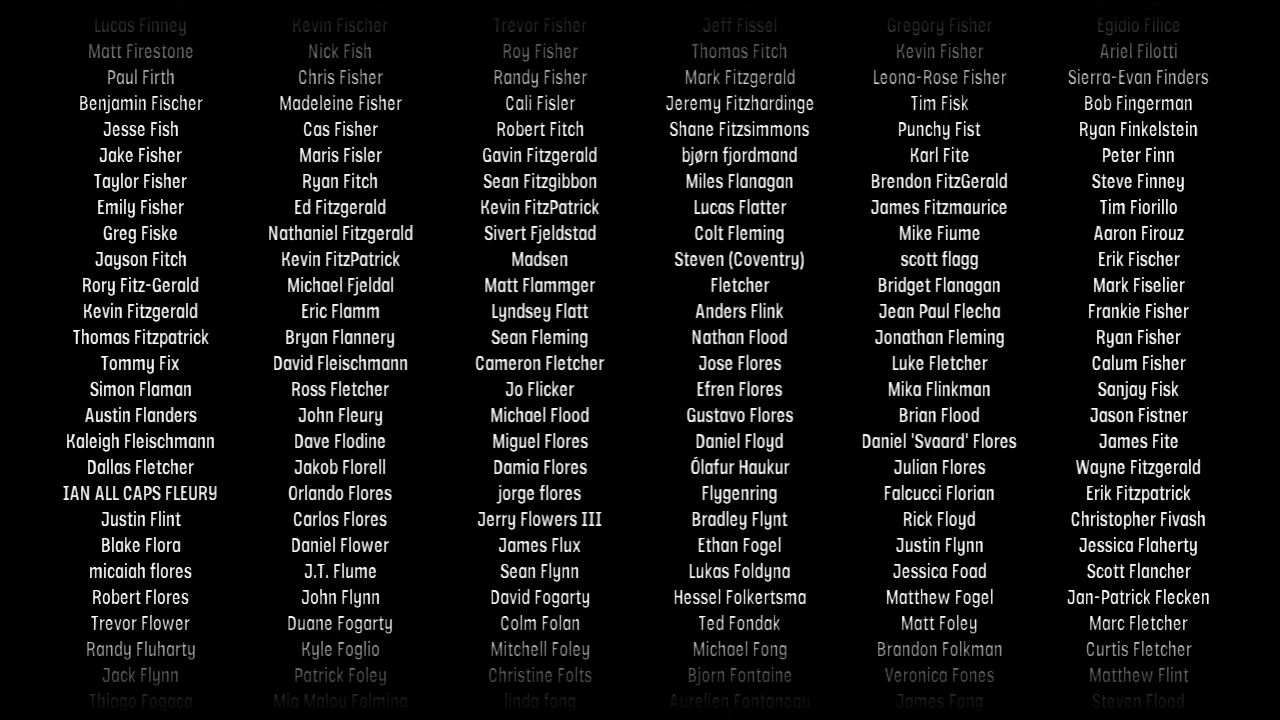 Lucas Finney
Kevin Fischer
Trevor Fisher
Jeff Fissel
Gregory Fisher
Egidio Filice
Matt Firestone
Nick Fish
Roy Fisher
Thomas Fitch
Kevin Fisher
Ariel Filotti
Paul Firth
Chris Fisher
Randy Fisher
Mark Fitzgerald
Leona-Rose Fisher
Sierra-Evan Finders
Benjamin Fischer
Madeleine Fisher
Cali Fisler
Jeremy Fitzhardinge
Tim Fisk
Bob Fingerman
Jesse Fish
Cas Fisher
Robert Fitch
Shane Fitzsimmons
Punchy Fist
Ryan Finkelstein
Jake Fisher
Maris Fisler
Gavin Fitzgerald
bjørn fjordmand
Karl Fite
Peter Finn
Taylor Fisher
Ryan Fitch
Sean Fitzgibbon
Miles Flanagan
Brendon FitzGerald
Steve Finney
Emily Fisher
Ed Fitzgerald
Kevin FitzPatrick
Lucas Flatter
James Fitzmaurice
Tim Fiorillo
Greg Fiske
Nathaniel Fitzgerald
Sivert Fjeldstad
Colt Fleming
Mike Fiume
Aaron Firouz
Jayson Fitch
Kevin FitzPatrick
Madsen
Steven (Coventry)
scott flagg
Erik Fischer
Rory Fitz-Gerald
Michael Fjeldal
Matt Flammger
Fletcher
Bridget Flanagan
Mark Fiselier
Kevin Fitzgerald
Eric Flamm
Lyndsey Flatt
Anders Flink
Jean Paul Flecha
Frankie Fisher
Thomas Fitzpatrick
Bryan Flannery
Sean Fleming
Nathan Flood
Jonathan Fleming
Ryan Fisher
Tommy Fix
David Fleischmann
Cameron Fletcher
Jose Flores
Luke Fletcher
Calum Fisher
Simon Flaman
Ross Fletcher
Jo Flicker
Efren Flores
Mika Flinkman
Sanjay Fisk
Austin Flanders
John Fleury
Michael Flood
Gustavo Flores
Brian Flood
Jason Fistner
Kaleigh Fleischmann
Dave Flodine
Miguel Flores
Daniel Floyd
Daniel 'Svaard' Flores
James Fite
Dallas Fletcher
Jakob Florell
Damia Flores
Ólafur Haukur
Julian Flores
Wayne Fitzgerald
IAN ALL CAPS FLEURY
Orlando Flores
jorge flores
Flygenring
Falcucci Florian
Erik Fitzpatrick
Justin Flint
Carlos Flores
Jerry Flowers III
Bradley Flynt
Rick Floyd
Christopher Fivash
Blake Flora
Daniel Flower
James Flux
Ethan Fogel
Justin Flynn
Jessica Flaherty
micaiah flores
J.T. Flume
Sean Flynn
Lukas Foldyna
Jessica Foad
Scott Flancher
Robert Flores
John Flynn
David Fogarty
Hessel Folkertsma
Matthew Fogel
Jan-Patrick Flecken
Trevor Flower
Duane Fogarty
Colm Folan
Ted Fondak
Matt Foley
Marc Fletcher
Randy Fluharty
Kyle Foglio
Mitchell Foley
Michael Fong
Brandon Folkman
Curtis Fletcher
Jack Flynn
Patrick Foley
Christine Folts
Bjorn Fontaine
Veronica Fones
Matthew Flint
Thiago Fogaça
Mia Malou Folming
linda fong
Aurelien Fontaneau
James Fong
Steven Flood